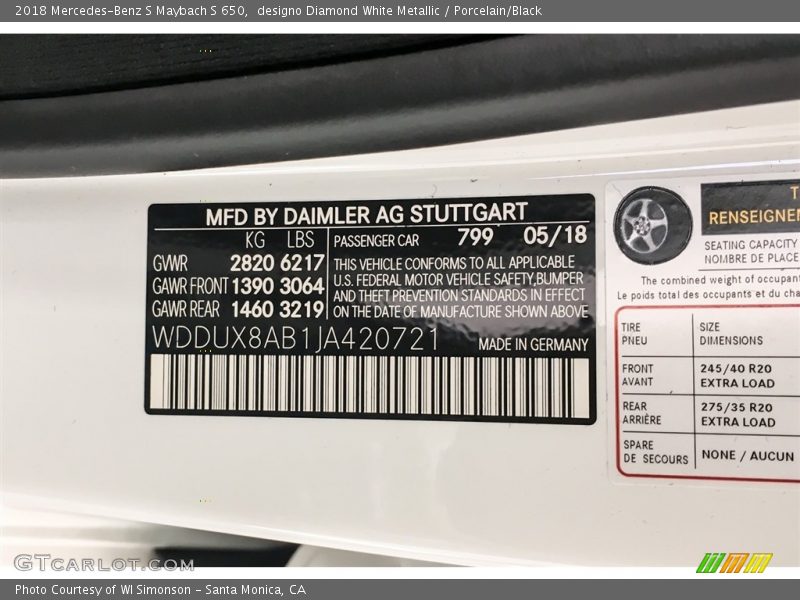 2018 Mercedes-Benz S Maybach S 650,  designo Diamond White Metallic / Porcelain/Black
MFD BY DAIMLER AG STUTTGART
KG LBS
GVWR 2820 6217
GAWR FRONT 1390 3064
GAWR REAR 1460 3219
PASSENGER CAR 799 05/18
THIS VEHICLE CONFORMS TO ALL APPLICABLE
U.S. FEDERAL MOTOR VEHICLE SAFETY,BUMPER
AND THEFT PREVENTION STANDARDS IN EFFECT
ON THE DATE OF MANUFACTURE SHOWN ABOVE
WDDUX8AB1JA420721 MADE IN GERMANY
RENSEIGNEM
SEATING CAPACITY
NOMBRE DE PLACE
The combined weight of occupant
Le poids total des occupants et du cha
TIRE SIZE
PNEU DIMENSIONS
FRONT 245/40 R20
AVANT EXTRA LOAD
REAR 275/35 R20
ARRIÈRE EXTRA LOAD
SPARE NONE / AUCUN
DE SECOURS
GTCARLOT.COM
Photo Courtesy of WI Simonson - Santa Monica, CA